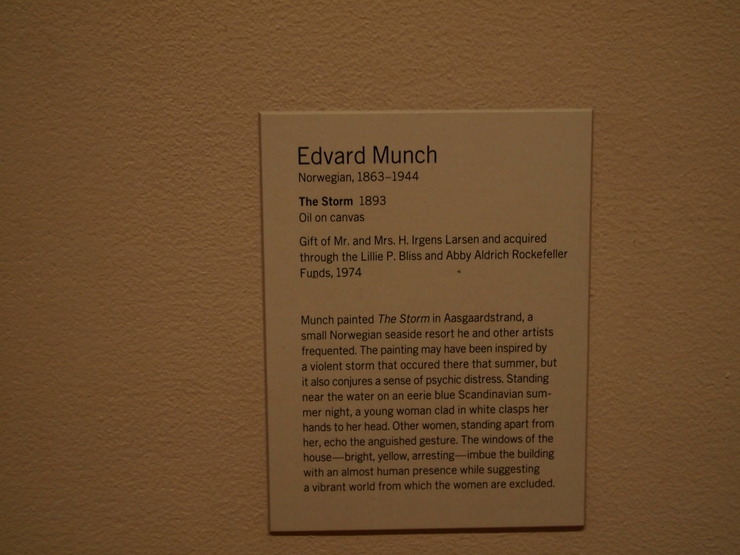 Edvard Munch
Norwegian, 1863–1944
The Storm 1893
Oil on canvas
Gift of Mr. and Mrs. H. Irgens Larsen and acquired
through the Lillie P. Bliss and Abby Aldrich Rockefeller
Funds, 1974
Munch painted The Storm in Aasgaardstrand, a
small Norwegian seaside resort he and other artists
frequented. The painting may have been inspired by
a violent storm that occured there that summer, but
it also conjures a sense of psychic distress. Standing
near the water on an eerie blue Scandinavian sum-
mer night, a young woman clad in white clasps her
hands to her head. Other women, standing apart from
her, echo the anguished gesture. The windows of the
house—bright, yellow, arresting—imbue the building
with an almost human presence while suggesting
a vibrant world from which the women are excluded.